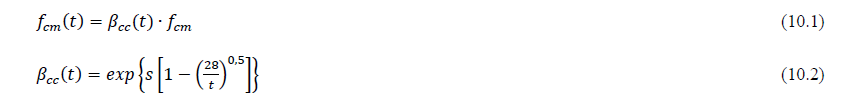 f_cm(t) = β_cc(t) · f_cm (10.1)
β_cc(t) = exp{s[1 − (28/t)^0,5]} (10.2)